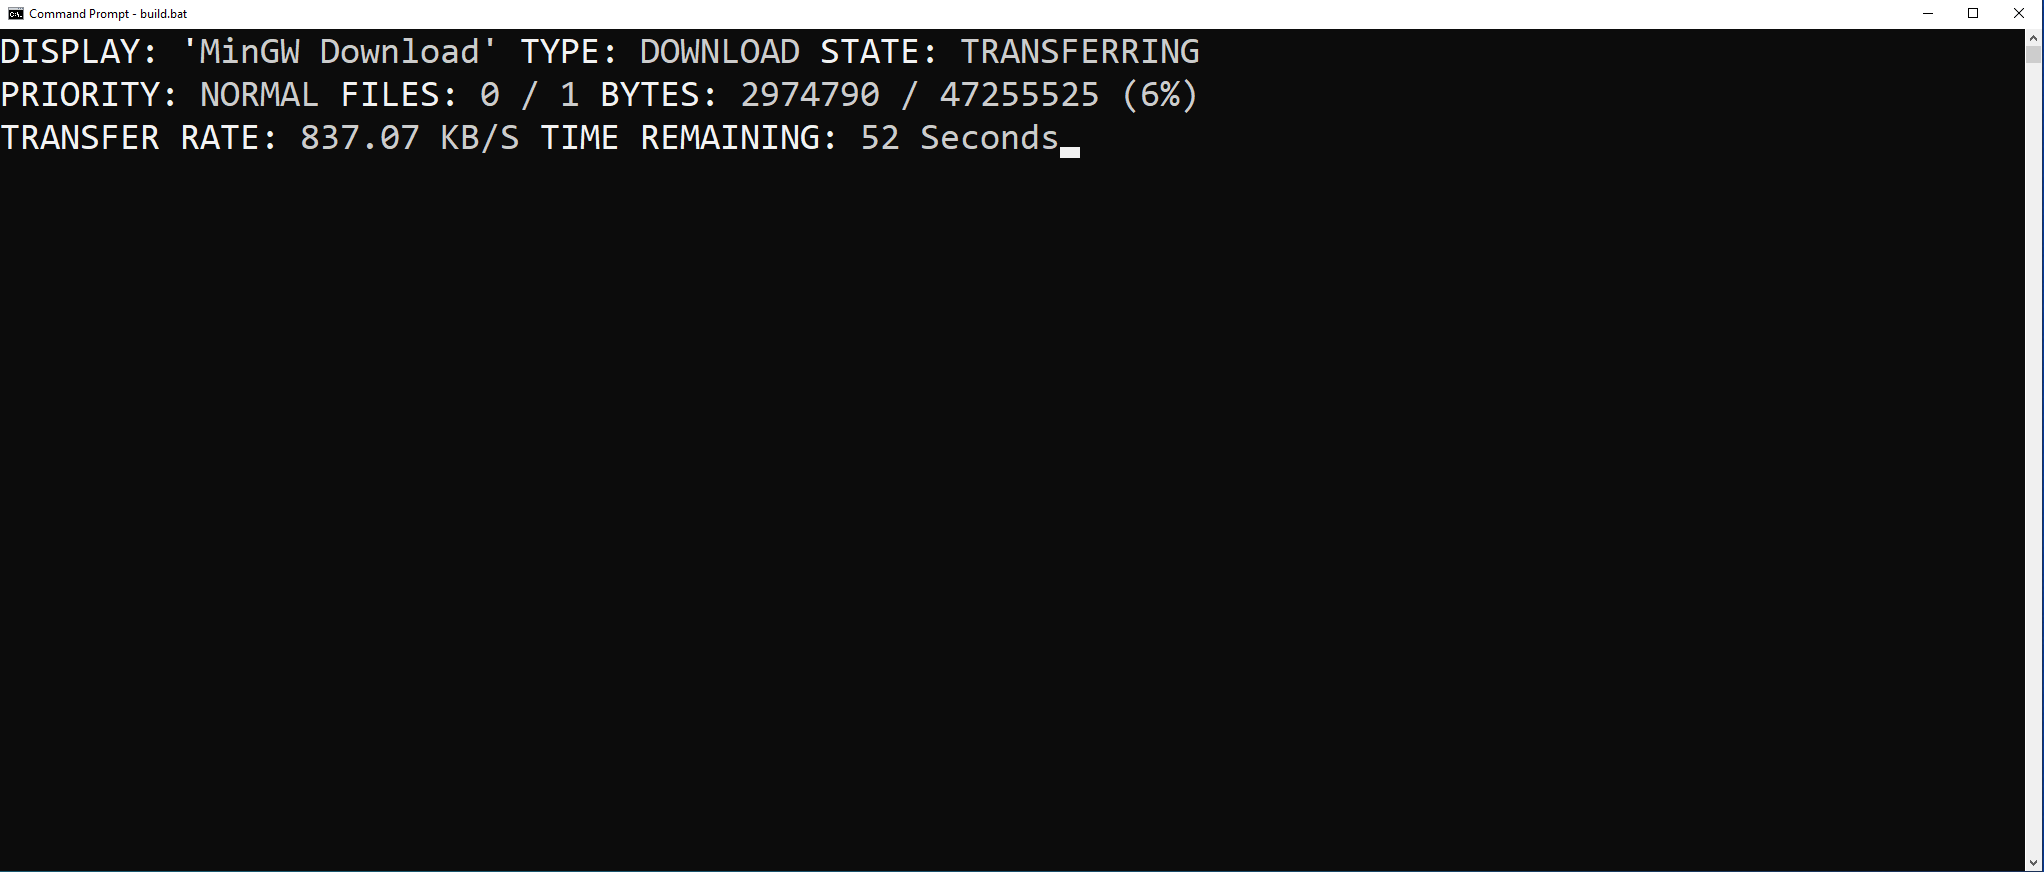 Command Prompt - build.bat
DISPLAY: 'MinGW Download' TYPE: DOWNLOAD STATE: TRANSFERRING
PRIORITY: NORMAL FILES: 0 / 1 BYTES: 2974790 / 47255525 (6%)
TRANSFER RATE: 837.07 KB/S TIME REMAINING: 52 Seconds